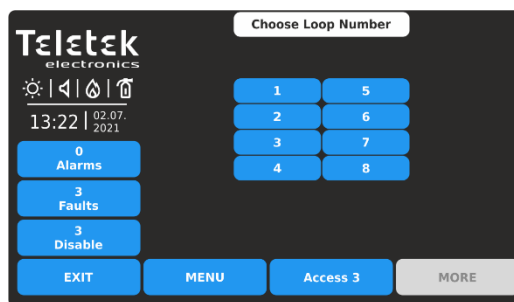 Choose Loop Number
Teletek
electronics
13:22 | 02.07.
2021
1 5
2 6
3 7
4 8
0
Alarms
3
Faults
3
Disable
EXIT MENU Access 3 MORE